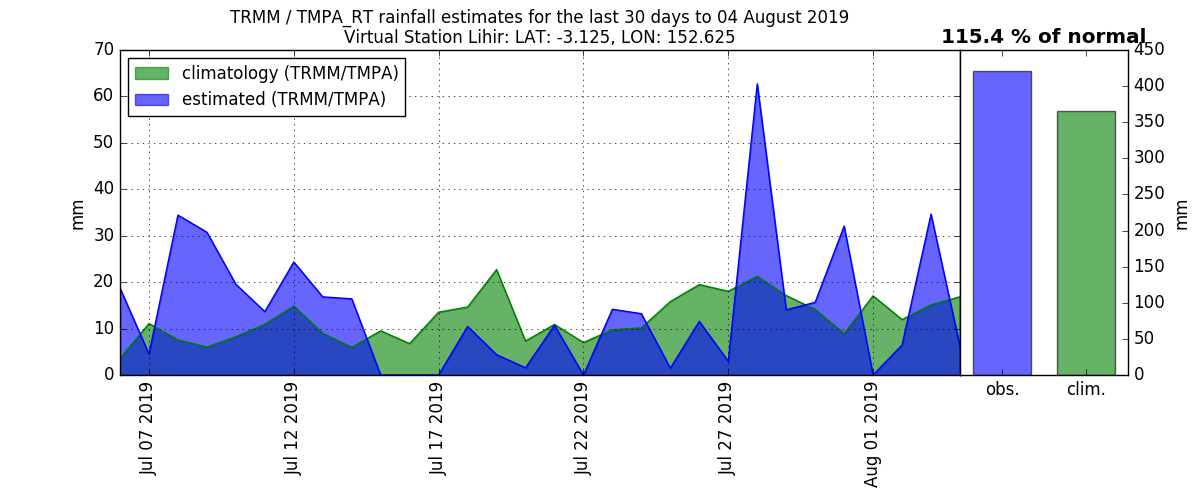 TRMM / TMPA_RT rainfall estimates for the last 30 days to 04 August 2019
Virtual Station Lihir: LAT: -3.125, LON: 152.625
115.4 % of normal
climatology (TRMM/TMPA)
estimated (TRMM/TMPA)
70
60
50
40
30
20
10
0
mm
Jul 07 2019
Jul 12 2019
Jul 17 2019
Jul 22 2019
Jul 27 2019
Aug 01 2019
obs.
clim.
450
400
350
300
250
200
150
100
50
0
mm